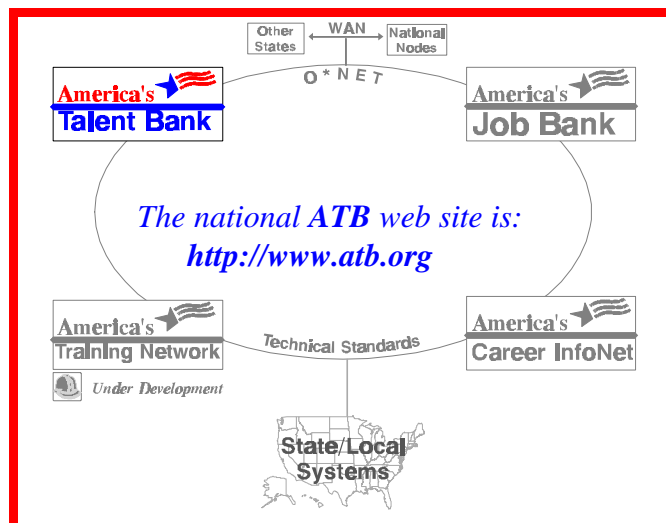 Other
States
WAN
National
Nodes
O*NET
America's
Talent Bank
America's
Job Bank
The national ATB web site is:
http://www.atb.org
America's
Training Network
Under Development
Technical Standards
America's
Career InfoNet
State/Local
Systems